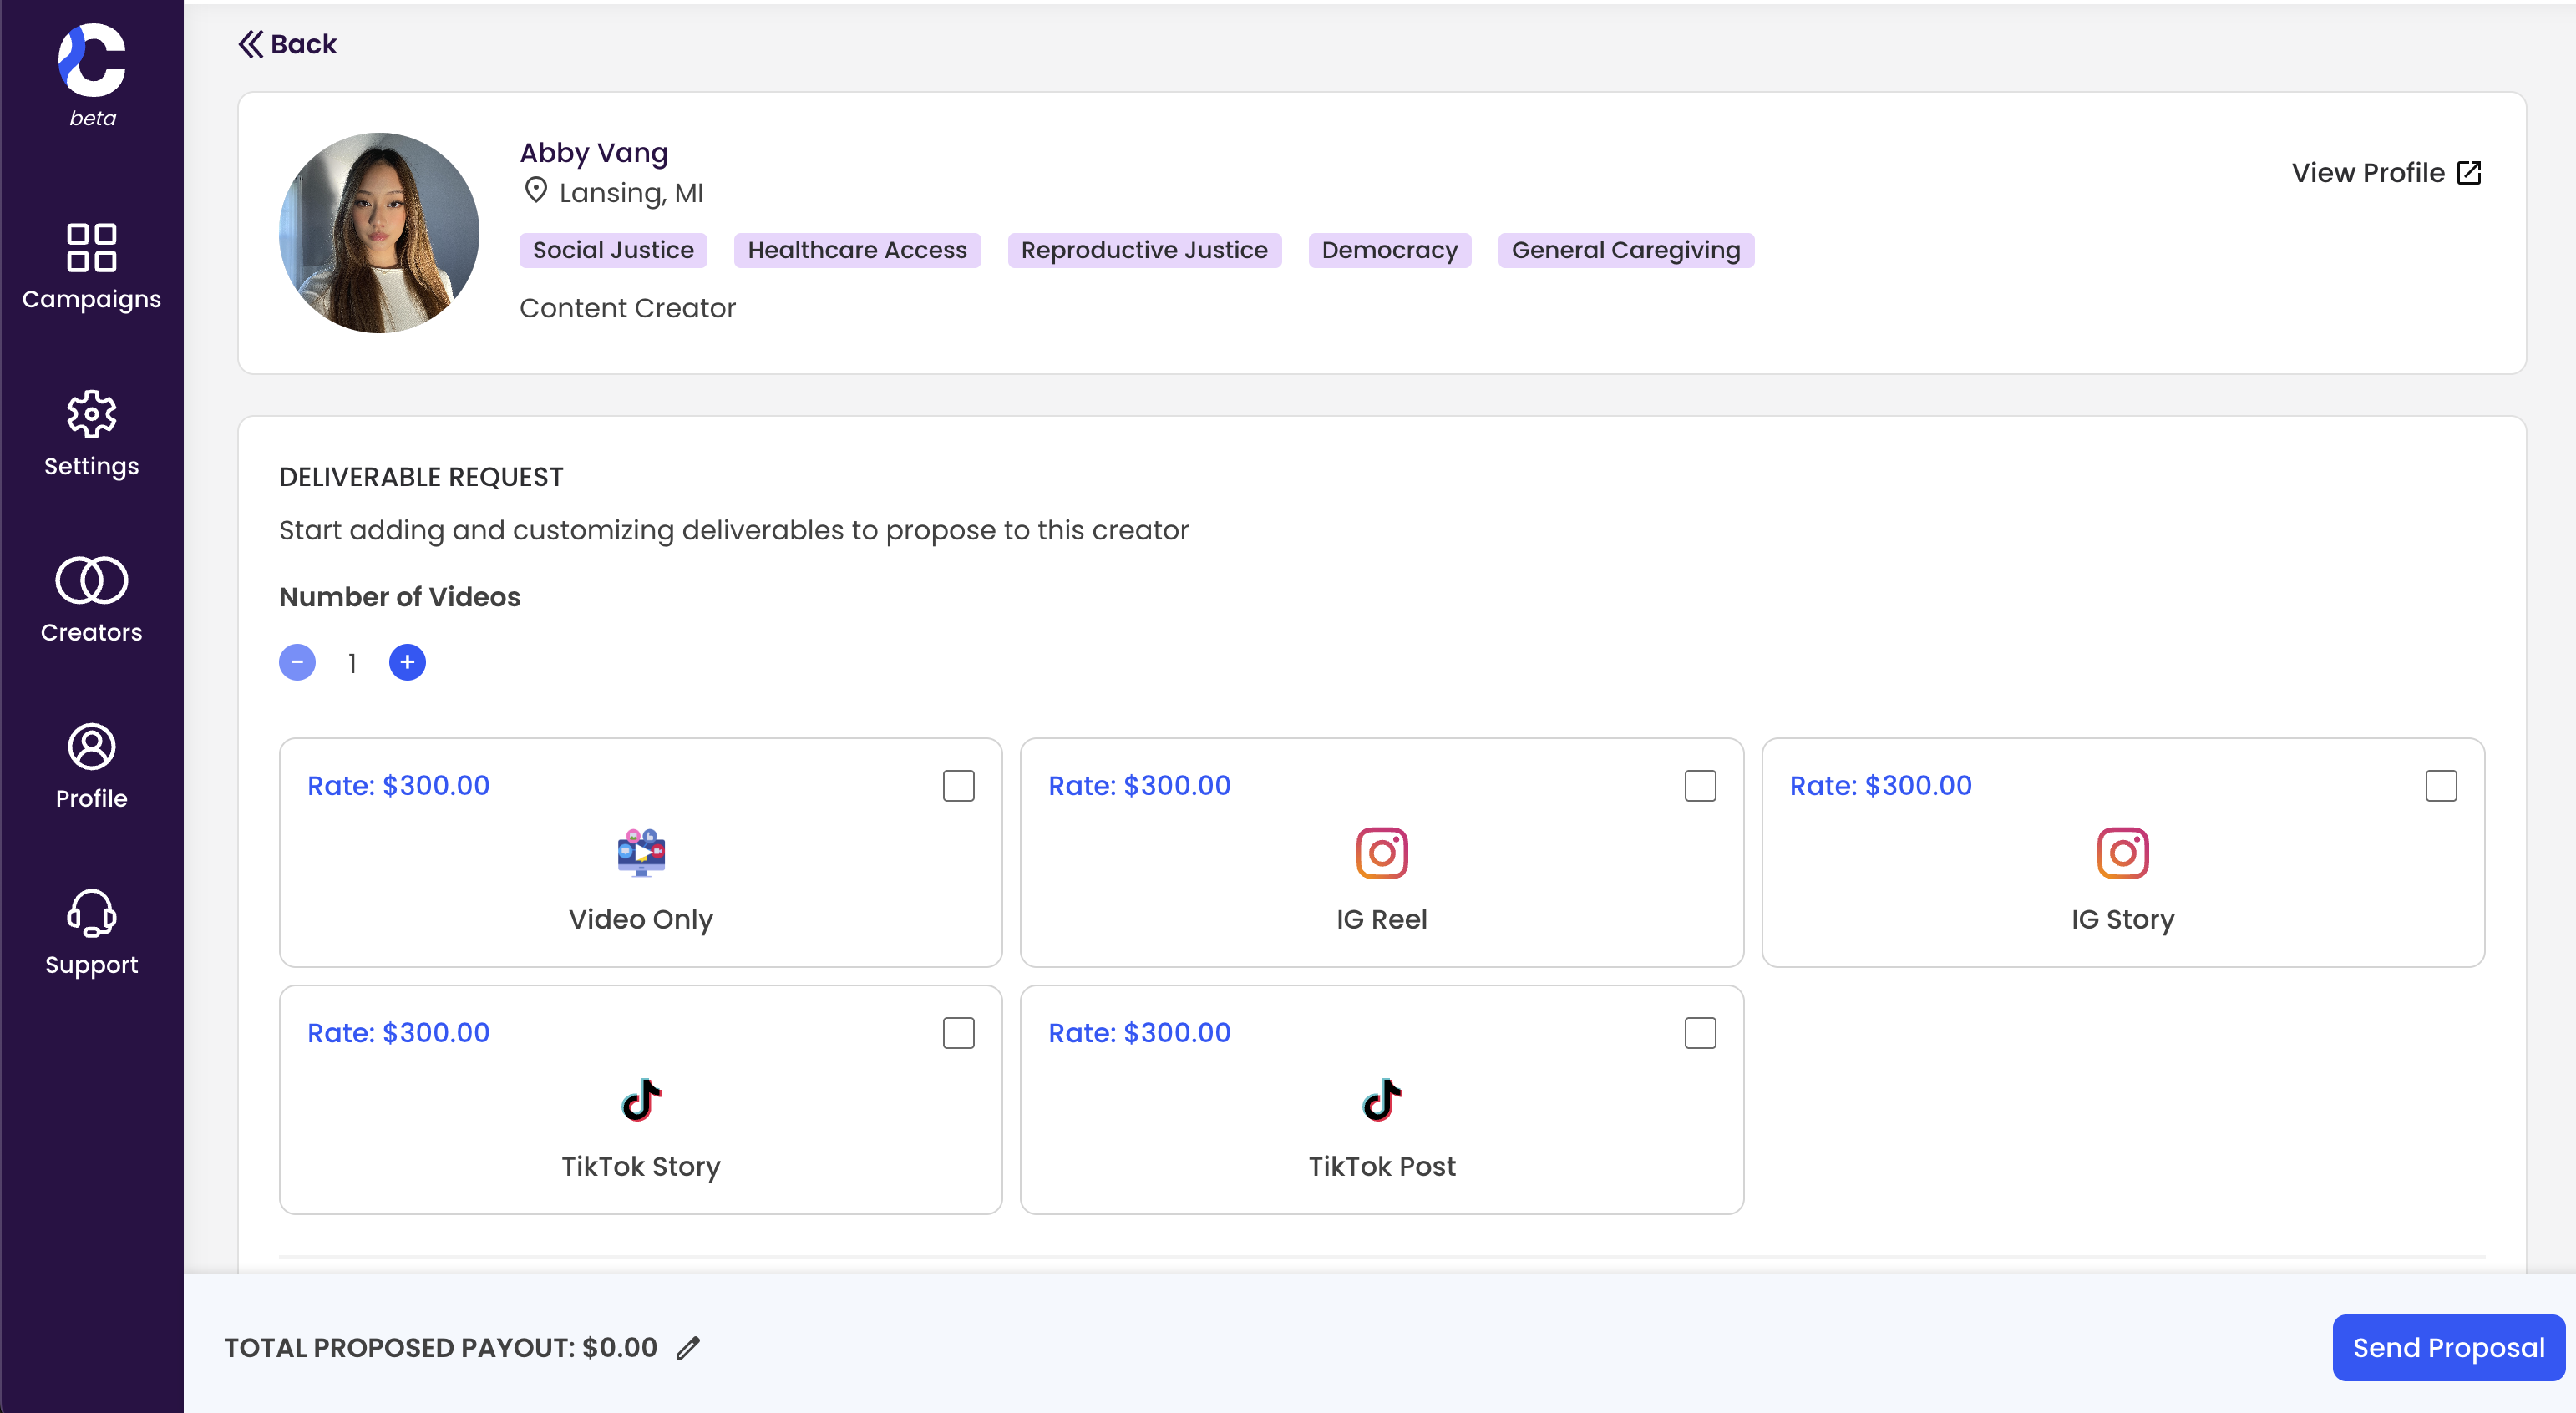 beta
Campaigns
Settings
Creators
Profile
Support
Back
Abby Vang
Lansing, MI
View Profile
Social Justice Healthcare Access Reproductive Justice Democracy General Caregiving
Content Creator
DELIVERABLE REQUEST
Start adding and customizing deliverables to propose to this creator
Number of Videos
- 1 +
Rate: $300.00
Video Only
Rate: $300.00
IG Reel
Rate: $300.00
IG Story
Rate: $300.00
TikTok Story
Rate: $300.00
TikTok Post
TOTAL PROPOSED PAYOUT: $0.00
Send Proposal